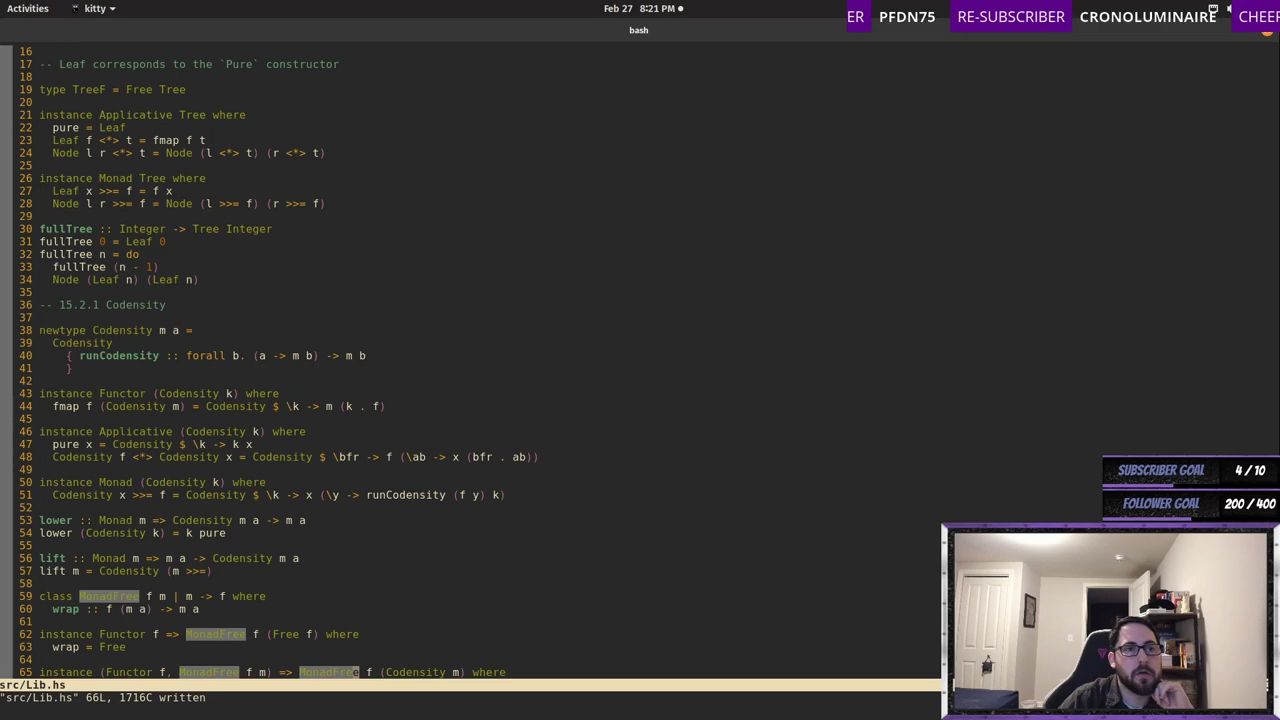 Activities
kitty
Feb 27 8:21 PM
ER PFDN75 RE-SUBSCRIBER CRONOLUMINAIRE CHEER
bash
16
17 -- Leaf corresponds to the `Pure` constructor
18
19 type TreeF = Free Tree
20
21 instance Applicative Tree where
22   pure = Leaf
23   Leaf f <*> t = fmap f t
24   Node l r <*> t = Node (l <*> t) (r <*> t)
25
26 instance Monad Tree where
27   Leaf x >>= f = f x
28   Node l r >>= f = Node (l >>= f) (r >>= f)
29
30 fullTree :: Integer -> Tree Integer
31 fullTree 0 = Leaf 0
32 fullTree n = do
33   fullTree (n - 1)
34   Node (Leaf n) (Leaf n)
35
36 -- 15.2.1 Codensity
37
38 newtype Codensity m a =
39   Codensity
40     { runCodensity :: forall b. (a -> m b) -> m b
41     }
42
43 instance Functor (Codensity k) where
44   fmap f (Codensity m) = Codensity $ \k -> m (k . f)
45
46 instance Applicative (Codensity k) where
47   pure x = Codensity $ \k -> k x
48   Codensity f <*> Codensity x = Codensity $ \bfr -> f (\ab -> x (bfr . ab))
49
50 instance Monad (Codensity k) where
51   Codensity x >>= f = Codensity $ \k -> x (\y -> runCodensity (f y) k)
52
53 lower :: Monad m => Codensity m a -> m a
54 lower (Codensity k) = k pure
55
56 lift :: Monad m => m a -> Codensity m a
57 lift m = Codensity (m >>=)
58
59 class MonadFree f m | m -> f where
60   wrap :: f (m a) -> m a
61
62 instance Functor f => MonadFree f (Free f) where
63   wrap = Free
64
65 instance (Functor f, MonadFree f m) => MonadFree f (Codensity m) where
src/Lib.hs
"src/Lib.hs" 66L, 1716C written
SUBSCRIBER GOAL 4 / 10
FOLLOWER GOAL 200 / 400